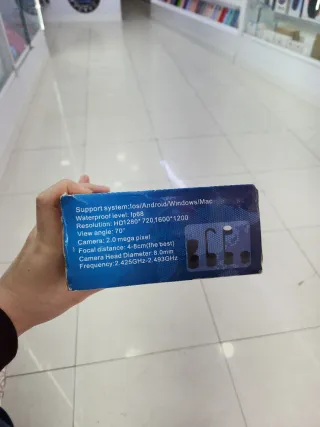 Support system:Ios/Android/Windows/Mac
Waterproof level: Ip68
Resolution: HD1280* 720,1600*1200
View angle: 70°
Camera: 2.0 mega pixel
Focal distance: 4-8cm(the best)
Camera Head Diameter:8.0mm
Frequency:2.425GHz-2.493GHz